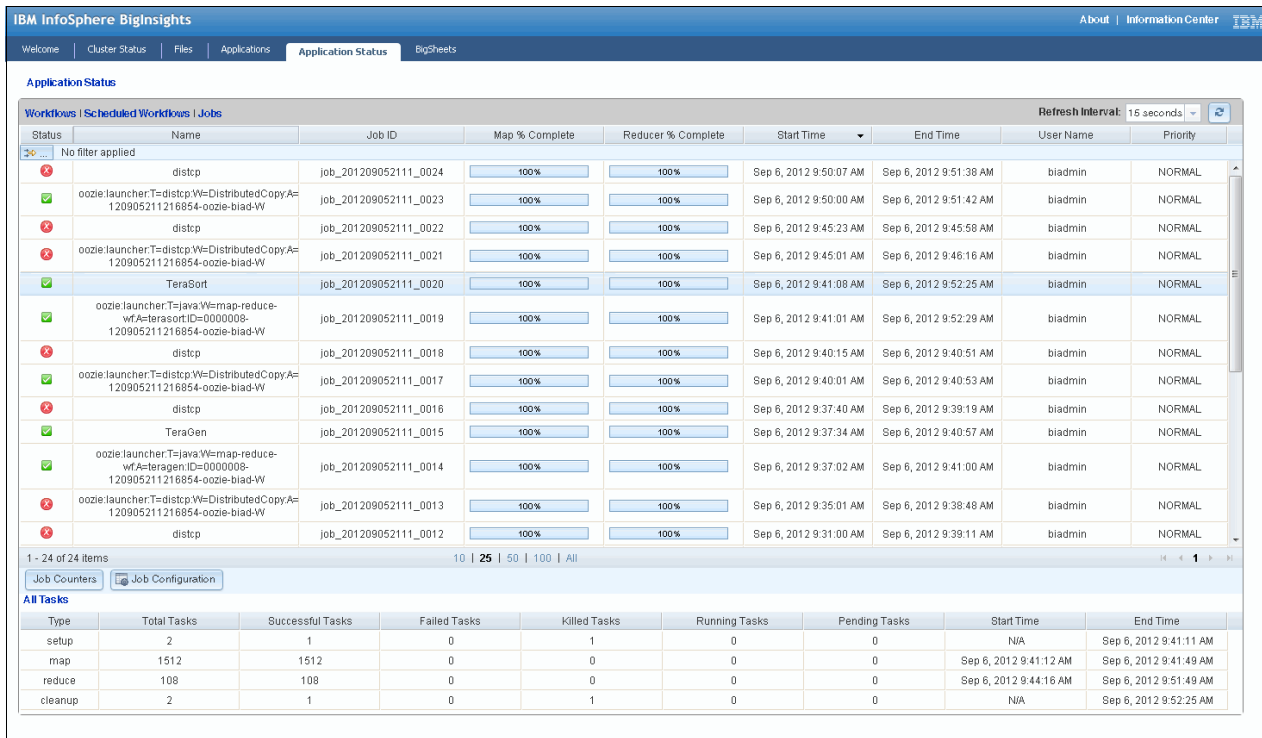 IBM InfoSphere BigInsights About | Information Center IBM
Welcome Cluster Status Files Applications Application Status BigSheets
Application Status
Workflows | Scheduled Workflows | Jobs Refresh Interval: 15 seconds
Status Name Job ID Map % Complete Reducer % Complete Start Time End Time User Name Priority
... No filter applied
distcp job_201209052111_0024 100% 100% Sep 6, 2012 9:50:07 AM Sep 6, 2012 9:51:38 AM biadmin NORMAL
oozie:launcher:T=distcp:W=DistributedCopy:A=
120905211216854-oozie-biad-W job_201209052111_0023 100% 100% Sep 6, 2012 9:50:00 AM Sep 6, 2012 9:51:42 AM biadmin NORMAL
distcp job_201209052111_0022 100% 100% Sep 6, 2012 9:45:23 AM Sep 6, 2012 9:45:58 AM biadmin NORMAL
oozie:launcher:T=distcp:W=DistributedCopy:A=
120905211216854-oozie-biad-W job_201209052111_0021 100% 100% Sep 6, 2012 9:45:01 AM Sep 6, 2012 9:46:16 AM biadmin NORMAL
TeraSort job_201209052111_0020 100% 100% Sep 6, 2012 9:41:08 AM Sep 6, 2012 9:52:25 AM biadmin NORMAL
oozie:launcher:T=java:W=map-reduce-
wf:A=terasort:ID=0000008-
120905211216854-oozie-biad-W job_201209052111_0019 100% 100% Sep 6, 2012 9:41:01 AM Sep 6, 2012 9:52:29 AM biadmin NORMAL
distcp job_201209052111_0018 100% 100% Sep 6, 2012 9:40:15 AM Sep 6, 2012 9:40:51 AM biadmin NORMAL
oozie:launcher:T=distcp:W=DistributedCopy:A=
120905211216854-oozie-biad-W job_201209052111_0017 100% 100% Sep 6, 2012 9:40:01 AM Sep 6, 2012 9:40:53 AM biadmin NORMAL
distcp job_201209052111_0016 100% 100% Sep 6, 2012 9:37:40 AM Sep 6, 2012 9:39:19 AM biadmin NORMAL
TeraGen job_201209052111_0015 100% 100% Sep 6, 2012 9:37:34 AM Sep 6, 2012 9:40:57 AM biadmin NORMAL
oozie:launcher:T=java:W=map-reduce-
wf:A=teragen:ID=0000008-
120905211216854-oozie-biad-W job_201209052111_0014 100% 100% Sep 6, 2012 9:37:02 AM Sep 6, 2012 9:41:00 AM biadmin NORMAL
oozie:launcher:T=distcp:W=DistributedCopy:A=
120905211216854-oozie-biad-W job_201209052111_0013 100% 100% Sep 6, 2012 9:35:01 AM Sep 6, 2012 9:38:48 AM biadmin NORMAL
distcp job_201209052111_0012 100% 100% Sep 6, 2012 9:31:00 AM Sep 6, 2012 9:39:11 AM biadmin NORMAL
1 - 24 of 24 items 10 | 25 | 50 | 100 | All 1
Job Counters Job Configuration
All Tasks
Type Total Tasks Successful Tasks Failed Tasks Killed Tasks Running Tasks Pending Tasks Start Time End Time
setup 2 1 0 1 0 0 N/A Sep 6, 2012 9:41:11 AM
map 1512 1512 0 0 0 0 Sep 6, 2012 9:41:12 AM Sep 6, 2012 9:41:49 AM
reduce 108 108 0 0 0 0 Sep 6, 2012 9:44:16 AM Sep 6, 2012 9:51:49 AM
cleanup 2 1 0 1 0 0 N/A Sep 6, 2012 9:52:25 AM